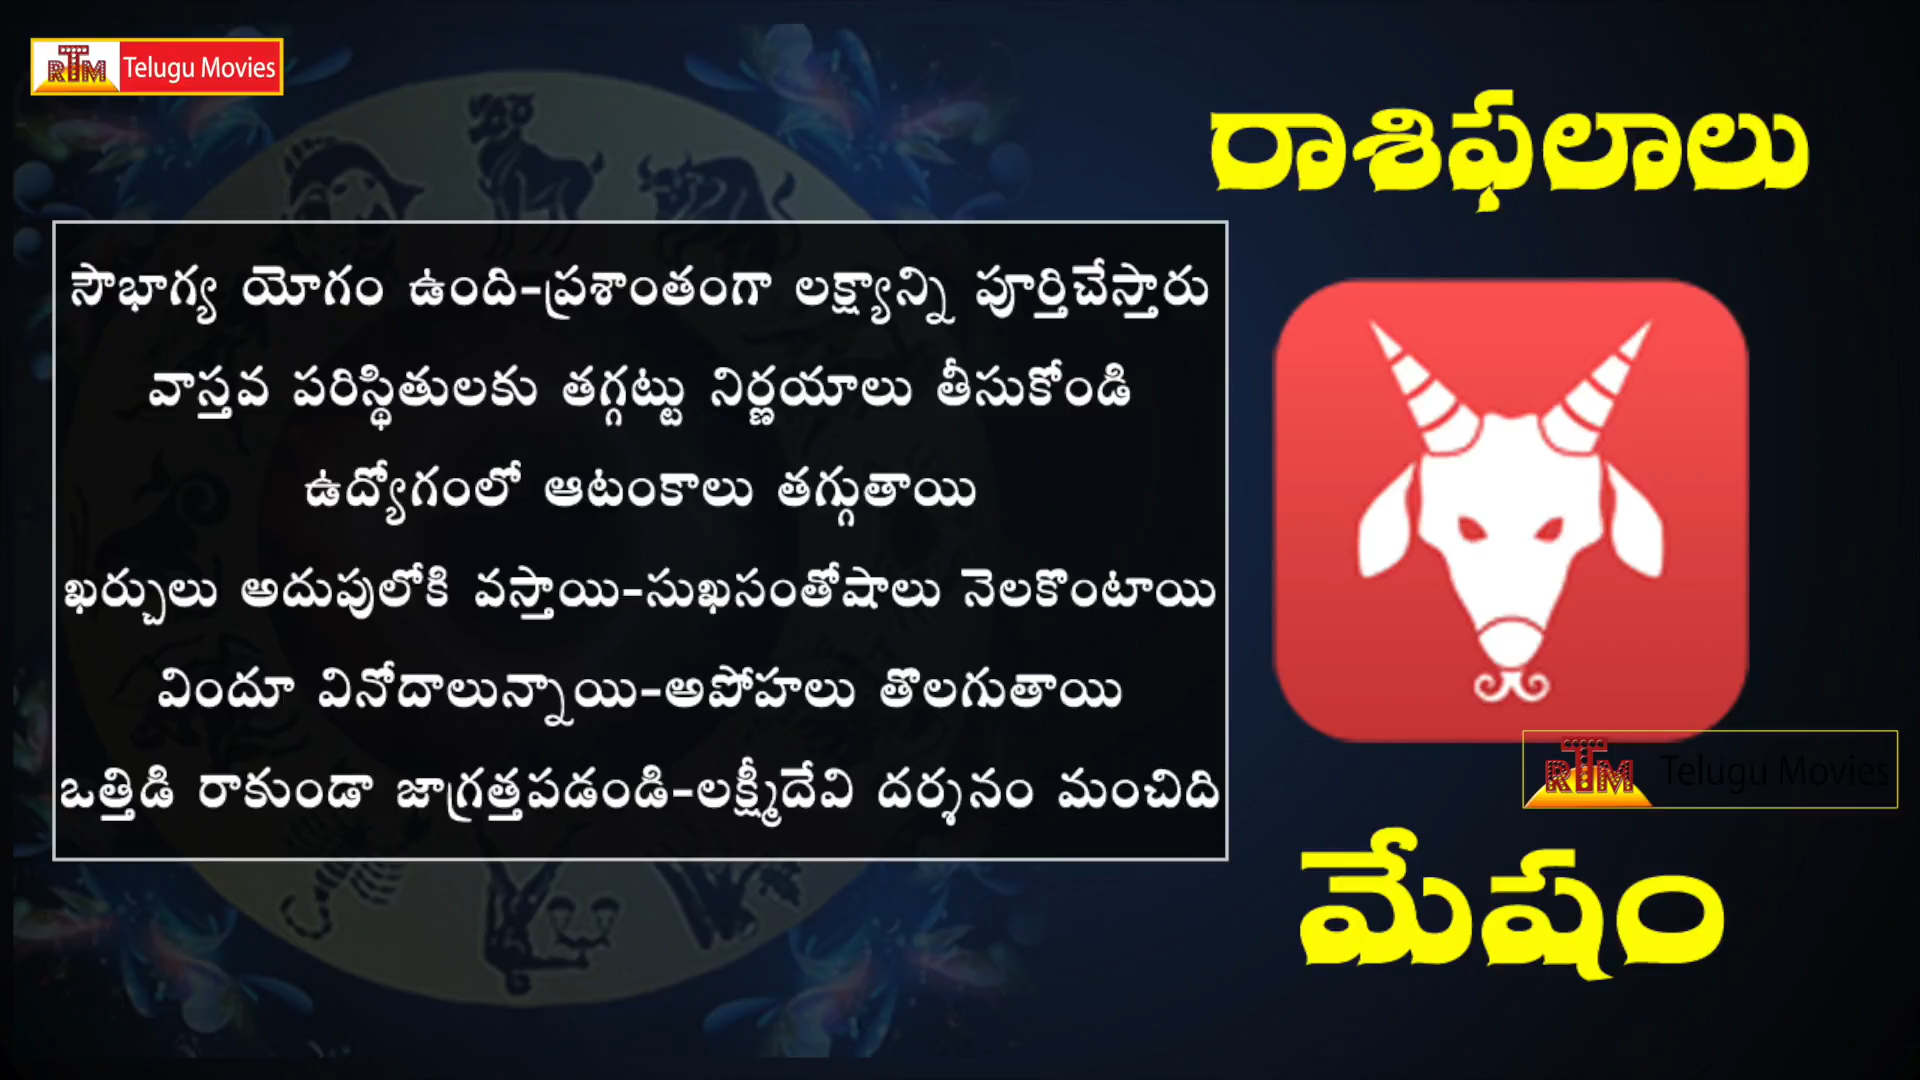 RTM Telugu Movies
రాశిఫలాలు
సౌభాగ్య యోగం ఉంది-ప్రశాంతంగా లక్ష్యాన్ని పూర్తిచేస్తారు
వాస్తవ పరిస్థితులకు తగ్గట్టు నిర్ణయాలు తీసుకోండి
ఉద్యోగంలో ఆటంకాలు తగ్గుతాయి
ఖర్చులు అదుపులోకి వస్తాయి-సుఖసంతోషాలు నెలకొంటాయి
విందూ వినోదాలున్నాయి-అపోహలు తొలగుతాయి
ఒత్తిడి రాకుండా జాగ్రత్తపడండి-లక్ష్మీదేవి దర్శనం మంచిది
RTM Telugu Movies
మేషం